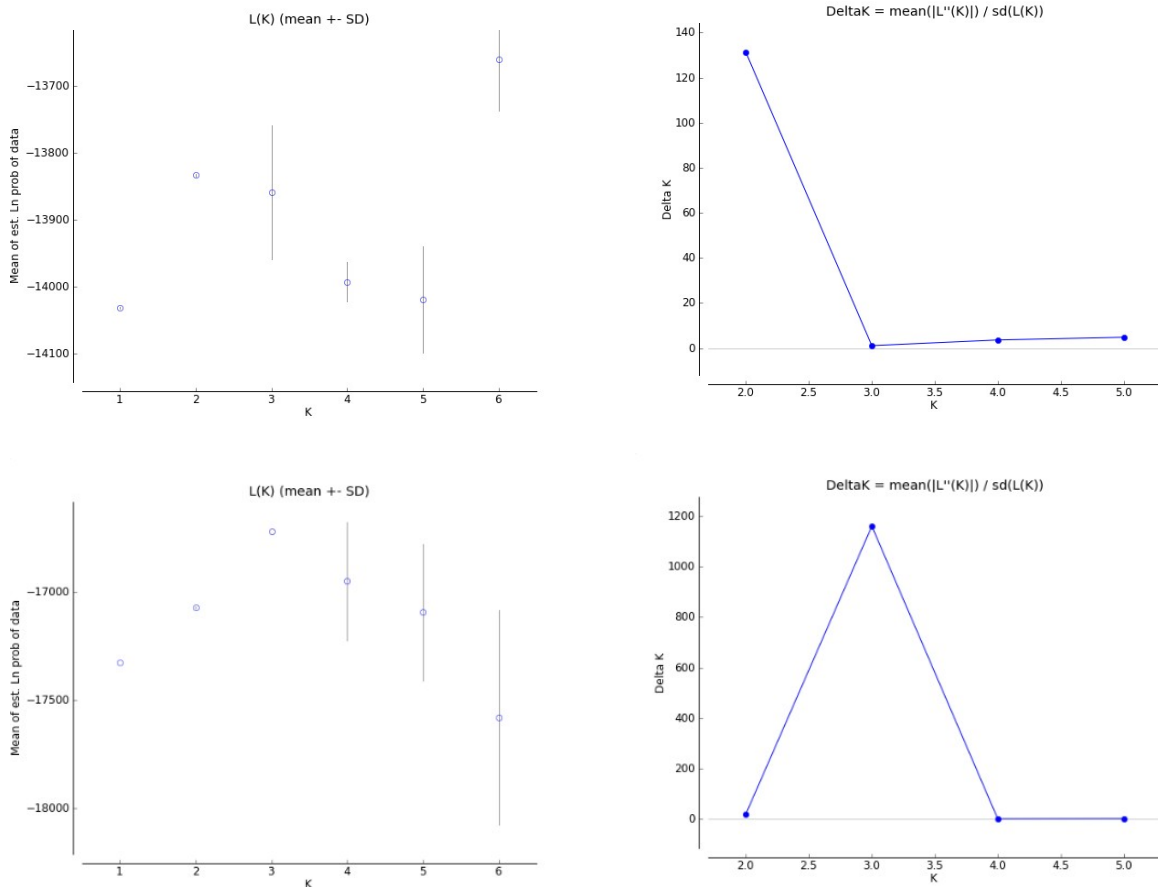 L(K) (mean +- SD)
Mean of est. Ln prob of data
−13700
−13800
−13900
−14000
−14100
1 2 3 4 5 6
K
DeltaK = mean(|L''(K)|) / sd(L(K))
Delta K
140
120
100
80
60
40
20
0
2.0 2.5 3.0 3.5 4.0 4.5 5.0
K
L(K) (mean +- SD)
Mean of est. Ln prob of data
−17000
−17500
−18000
1 2 3 4 5 6
K
DeltaK = mean(|L''(K)|) / sd(L(K))
Delta K
1200
1000
800
600
400
200
0
2.0 2.5 3.0 3.5 4.0 4.5 5.0
K